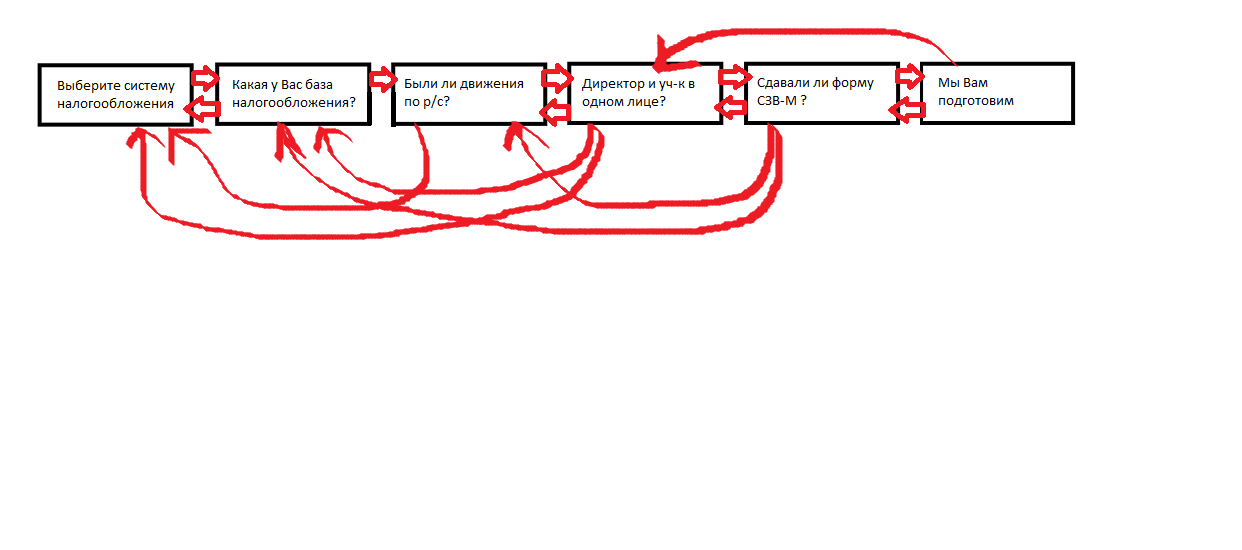 Выберите систему
налогообложения
Какая у Вас база
налогообложения?
Были ли движения
по р/с?
Директор и уч-к в
одном лице?
Сдавали ли форму
СЗВ-М ?
Мы Вам
подготовим